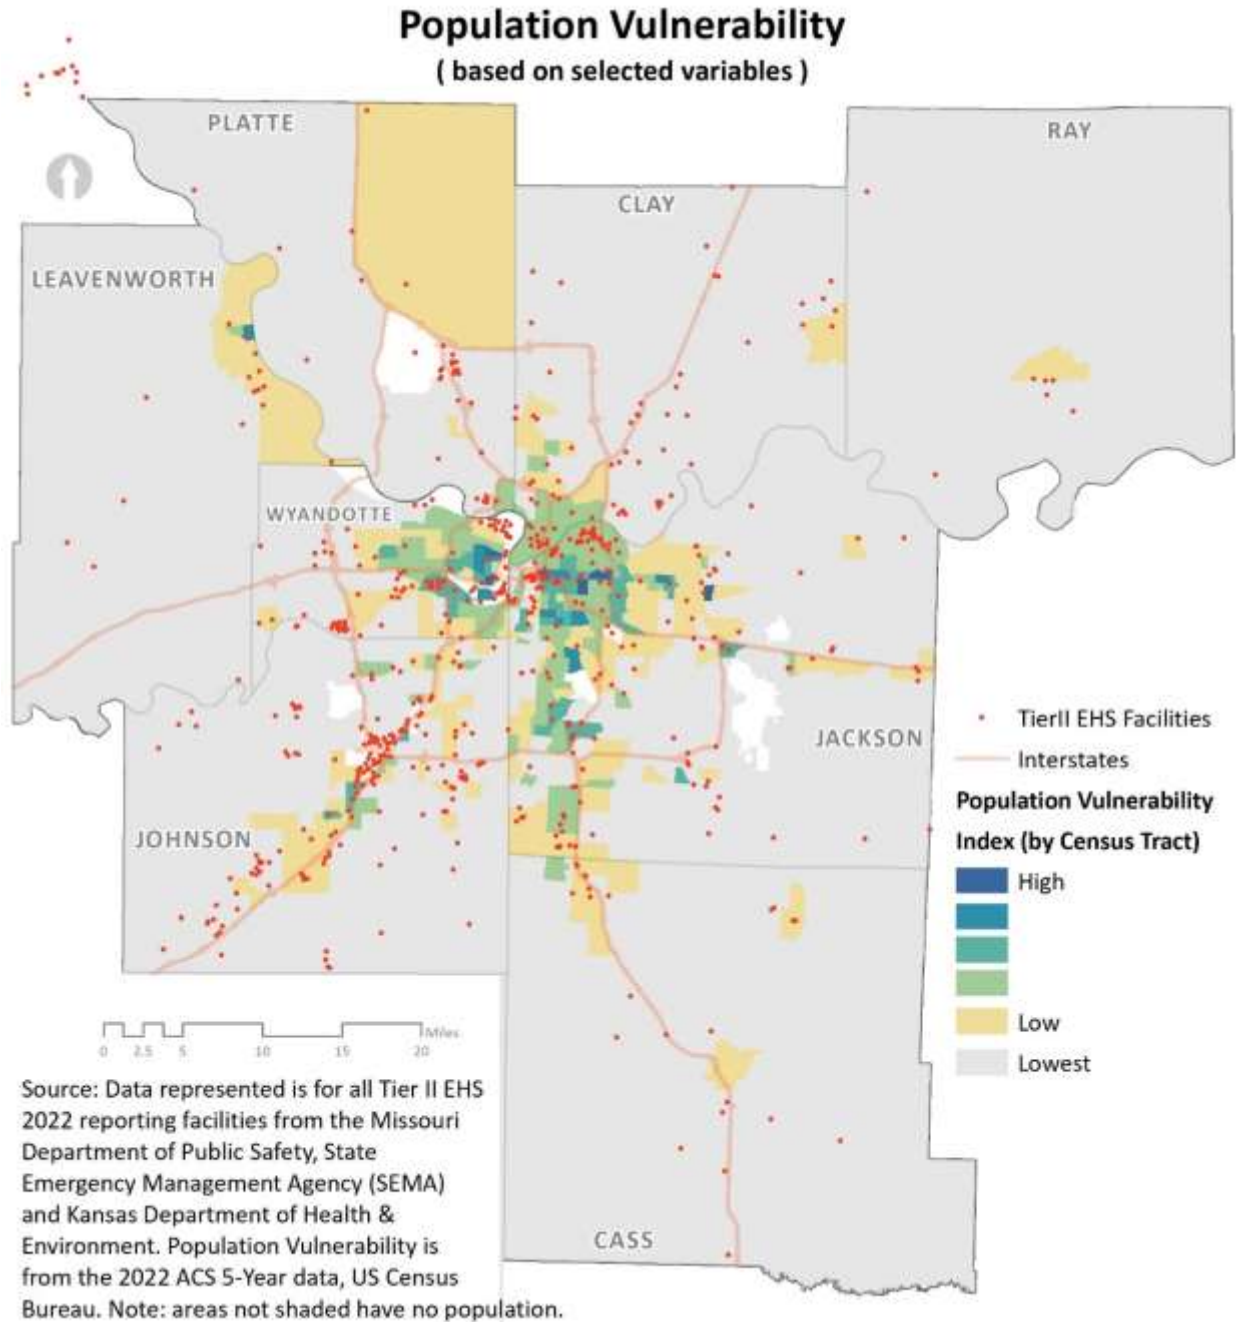 Population Vulnerability
( based on selected variables )
PLATTE
RAY
CLAY
LEAVENWORTH
WYANDOTTE
TierII EHS Facilities
JACKSON
Interstates
Population Vulnerability
Index (by Census Tract)
JOHNSON
High
Low
Lowest
Miles
0 2.5 5 10 15 20
Source: Data represented is for all Tier II EHS
2022 reporting facilities from the Missouri
Department of Public Safety, State
Emergency Management Agency (SEMA)
and Kansas Department of Health &
Environment. Population Vulnerability is
from the 2022 ACS 5-Year data, US Census
Bureau. Note: areas not shaded have no population.
CASS